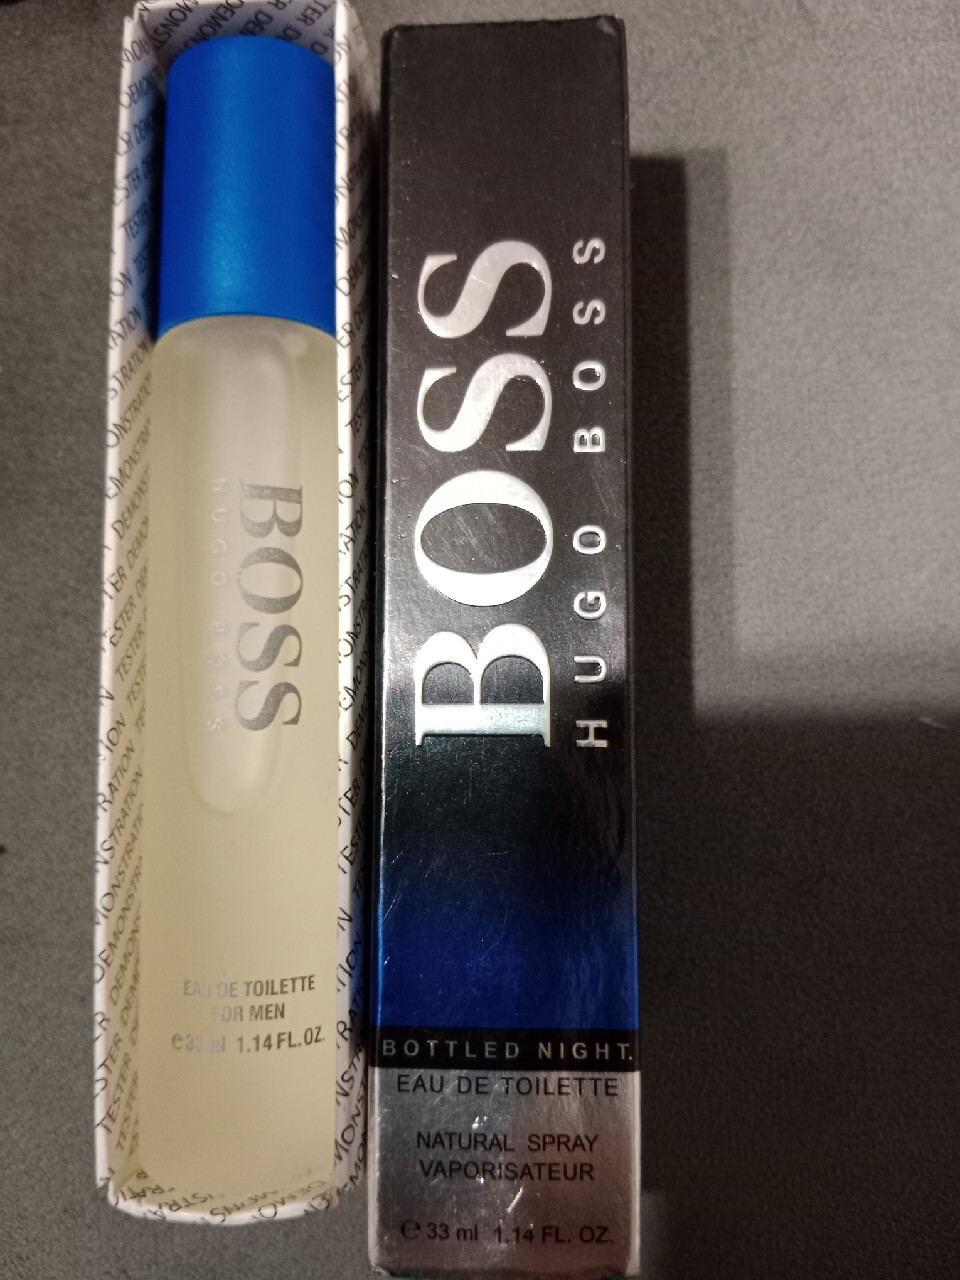 BOSS
HUGO BOSS
EAU DE TOILETTE
FOR MEN
e33ml 1.14 FL.OZ.
BOSS
HUGO BOSS
BOTTLED NIGHT.
EAU DE TOILETTE
NATURAL SPRAY
VAPORISATEUR
e 33 ml 1.14 FL. OZ.
TESTER DEMONSTRATION